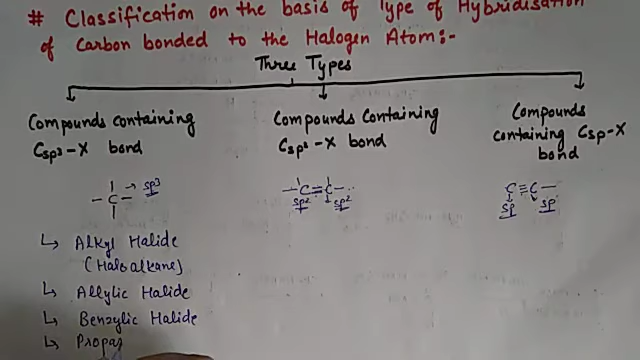 # Classification on the basis of Type of Hybridisation
of Carbon bonded to the Halogen Atom:-
Three Types
Compounds containing
Csp³-X bond
Compounds Containing
Csp²-X bond
Compounds
containing Csp-X
bond
-C- → sp³
-C=C-
sp² sp²
C≡C-
sp sp
↳ Alkyl Halide
(Haloalkane)
↳ Allylic Halide
↳ Benzylic Halide
↳ Propar